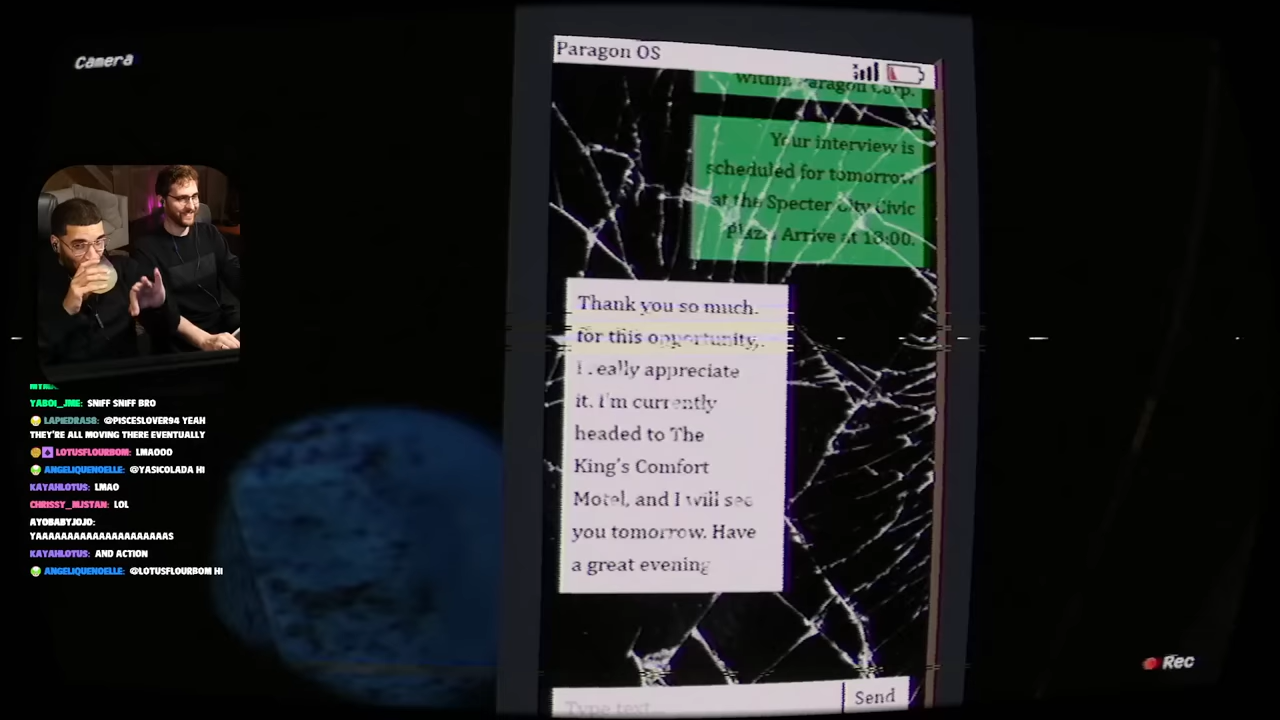 Camera
Paragon OS
within Paragon Corp.
Your interview is
scheduled for tomorrow
at the Specter City Civic
plaza. Arrive at 18:00.
Thank you so much.
for this opportunity,.
I . eally appreciate
it. I'm currently
headed to The
King's Comfort
Motel, and I will see
you tomorrow. Have
a great evening
Type text...
Send
Rec
YABOI_JME: SNIFF SNIFF BRO
LAPIEDRAS8: @PISCESLOVER94 YEAH
THEY'RE ALL MOVING THERE EVENTUALLY
LOTUSFLOURBOM: LMAOOO
ANGELIQUENOELLE: @YASICOLADA HI
KAYAHLOTUS: LMAO
CHRISSY_MJSTAN: LOL
AYOBABYJOJO:
YAAAAAAAAAAAAAAAAAAAAS
KAYAHLOTUS: AND ACTION
ANGELIQUENOELLE: @LOTUSFLOURBOM HI